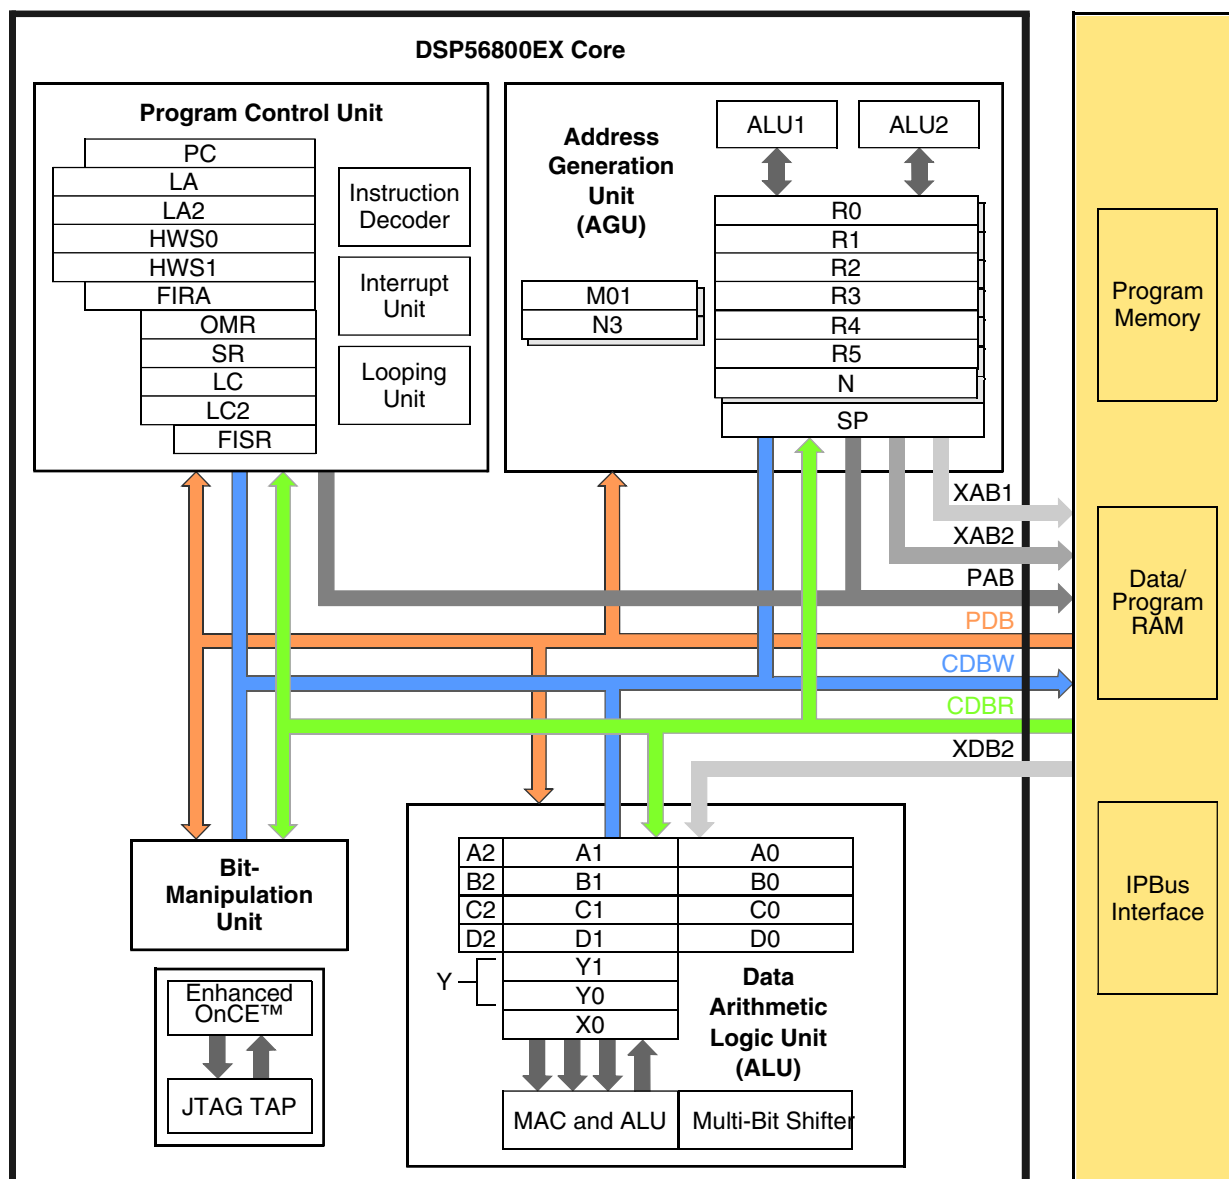 DSP56800EX Core
Program Control Unit
PC
LA
LA2
HWS0
HWS1
FIRA
OMR
SR
LC
LC2
FISR
Instruction
Decoder
Interrupt
Unit
Looping
Unit
Address
Generation
Unit
(AGU)
ALU1
ALU2
R0
R1
R2
R3
R4
R5
N
SP
M01
N3
XAB1
XAB2
PAB
PDB
CDBW
CDBR
XDB2
Program
Memory
Data/
Program
RAM
IPBus
Interface
Bit-
Manipulation
Unit
Enhanced
OnCE™
JTAG TAP
A2 A1 A0
B2 B1 B0
C2 C1 C0
D2 D1 D0
Y
Y1
Y0
X0
Data
Arithmetic
Logic Unit
(ALU)
MAC and ALU
Multi-Bit Shifter